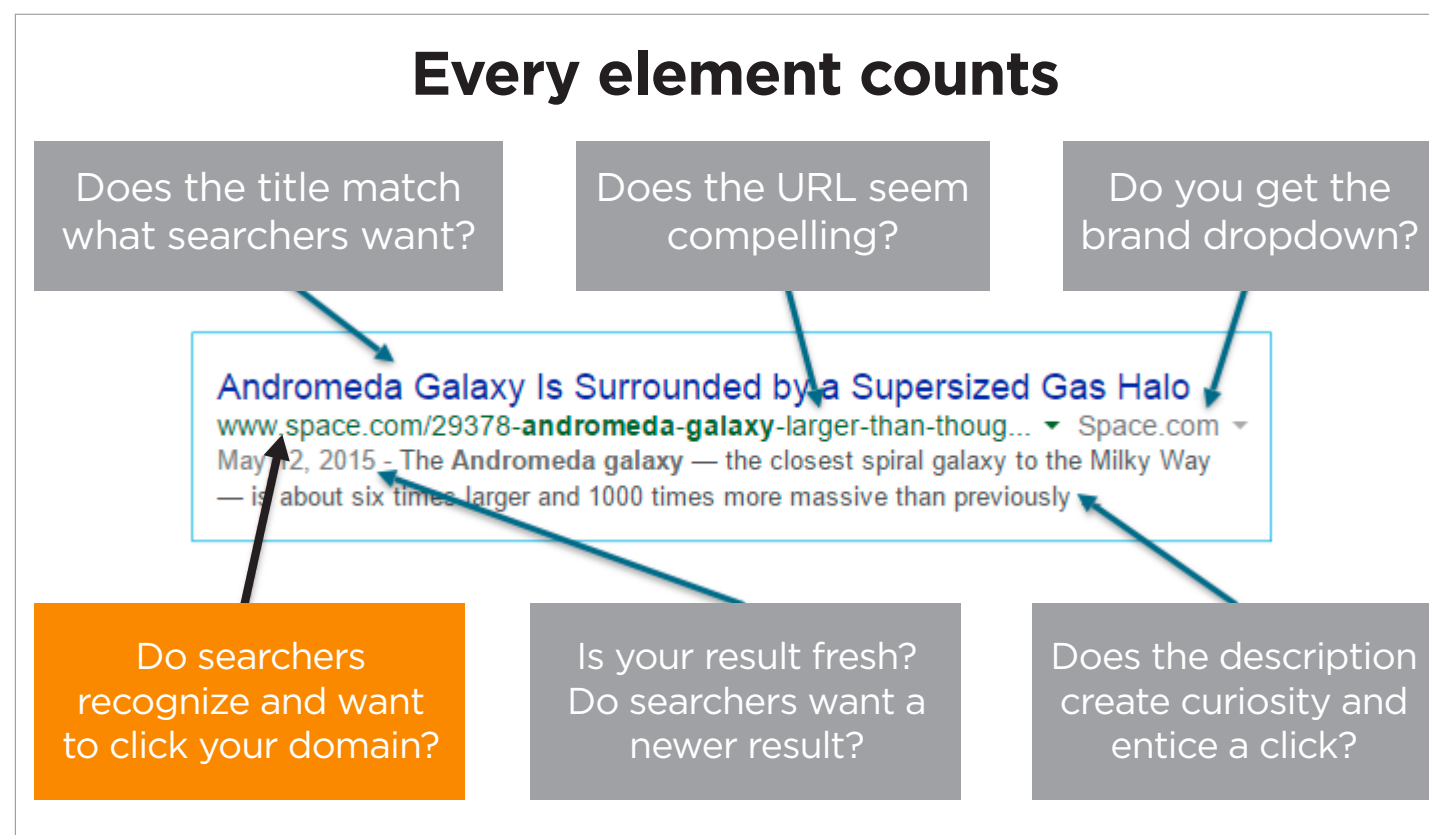 Every element counts
Does the title match
what searchers want?
Does the URL seem
compelling?
Do you get the
brand dropdown?
Andromeda Galaxy Is Surrounded by a Supersized Gas Halo
www.space.com/29378-andromeda-galaxy-larger-than-thoug... Space.com
May 12, 2015 - The Andromeda galaxy — the closest spiral galaxy to the Milky Way
— is about six times larger and 1000 times more massive than previously
Do searchers
recognize and want
to click your domain?
Is your result fresh?
Do searchers want a
newer result?
Does the description
create curiosity and
entice a click?